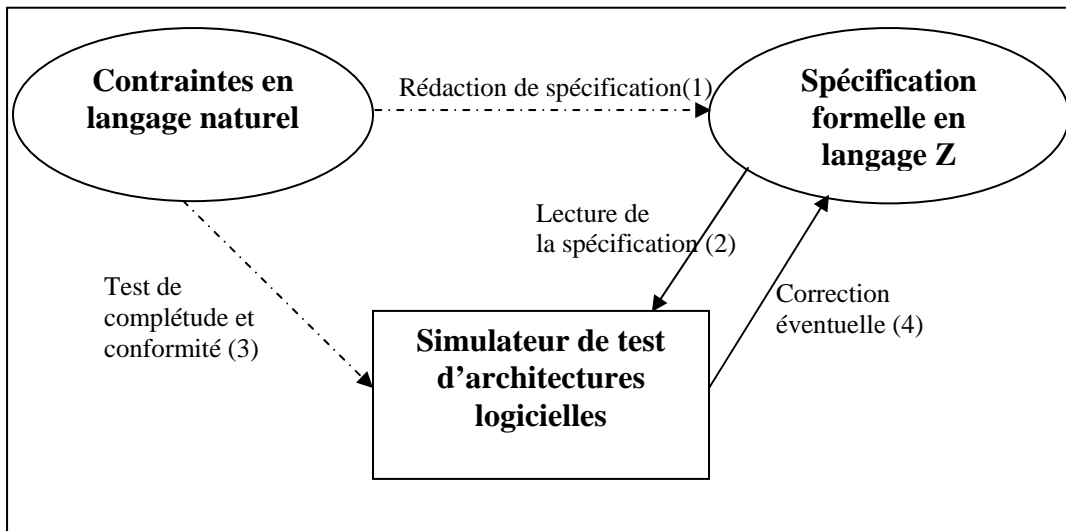 Contraintes en
langage naturel
Rédaction de spécification(1)
Spécification
formelle en
langage Z
Lecture de
la spécification (2)
Test de
complétude et
conformité (3)
Correction
éventuelle (4)
Simulateur de test
d’architectures
logicielles